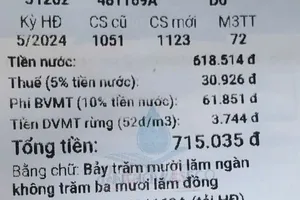 Kỳ HĐ CS cũ CS mới M3TT
5/2024 1051 1123 72
Tiền nước: 618.514 đ
Thuế (5% tiền nước): 30.926 đ
Phí BVMT (10% tiền nước): 61.851 đ
Tiền DVMT rừng (52đ/m3): 3.744 đ
Tổng tiền: 715.035 đ
Bằng chữ: Bảy trăm mười lăm ngàn
không trăm ba mươi lăm đồng